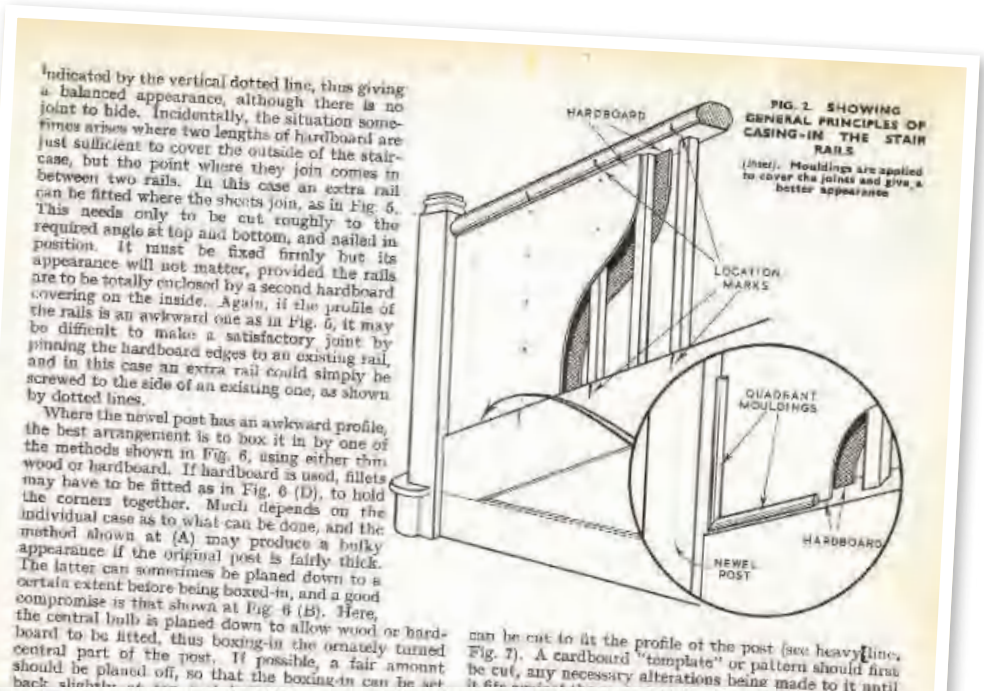 indicated by the vertical dotted line, thus giving
a balanced appearance, although there is no
joint to hide. Incidentally, the situation some-
times arises where two lengths of hardboard are
just sufficient to cover the outside of the stair-
case, but the point where they join comes in
between two rails. In this case an extra rail
can be fitted where the sheets join, as in Fig. 5.
This needs only to be cut roughly to the
required angle at top and bottom, and nailed in
position. It must be fixed firmly but its
appearance will not matter, provided the rails
are to be totally enclosed by a second hardboard
covering on the inside. Again, if the profile of
the rails is an awkward one as in Fig. 5, it may
be difficult to make a satisfactory joint by
pinning the hardboard edges to an existing rail,
and in this case an extra rail could simply be
screwed to the side of an existing one, as shown
by dotted lines.
Where the newel post has an awkward profile,
the best arrangement is to box it in by one of
the methods shown in Fig. 6, using either thin
wood or hardboard. If hardboard is used, fillets
may have to be fitted as in Fig. 6 (D), to hold
the corners together. Much depends on the
individual case as to what can be done, and the
method shown at (A) may produce a bulky
appearance if the original post is fairly thick.
The latter can sometimes be planed down to a
certain extent before being boxed-in, and a good
compromise is that shown at Fig. 6 (B). Here,
the central bulb is planed down to allow wood or hard-
board to be fitted, thus boxing-in the ornately turned
central part of the post. If possible, a fair amount
should be planed off, so that the boxing-in can be set
back slightly
FIG. 2. SHOWING
GENERAL PRINCIPLES OF
CASING-IN THE STAIR
RAILS
(Inset). Mouldings are applied
to cover the joints and give a
better appearance
HARDBOARD
LOCATION
MARKS
QUADRANT
MOULDINGS
HARDBOARD
NEWEL
POST
can be cut to fit the profile of the post (see heavy line,
Fig. 7). A cardboard "template" or pattern should first
be cut, any necessary alterations being made to it until
it fits